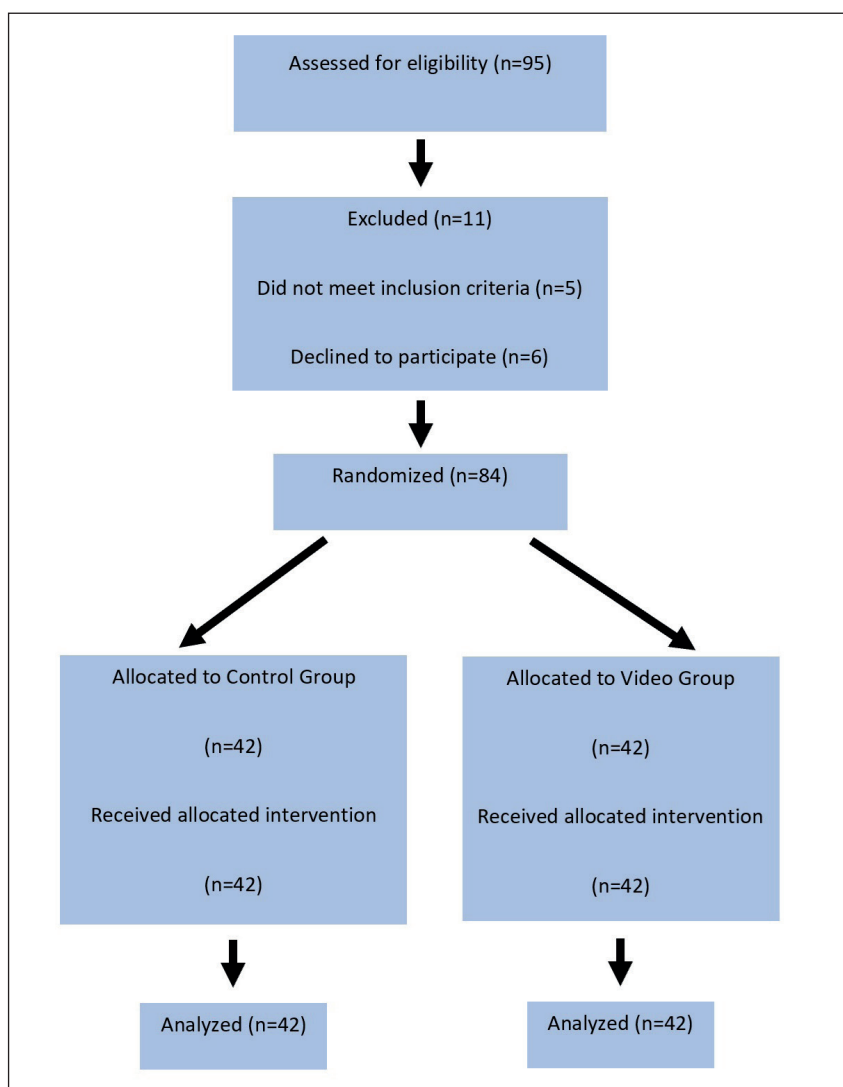 Assessed for eligibility (n=95)
Excluded (n=11)
Did not meet inclusion criteria (n=5)
Declined to participate (n=6)
Randomized (n=84)
Allocated to Control Group
(n=42)
Received allocated intervention
(n=42)
Allocated to Video Group
(n=42)
Received allocated intervention
(n=42)
Analyzed (n=42)
Analyzed (n=42)